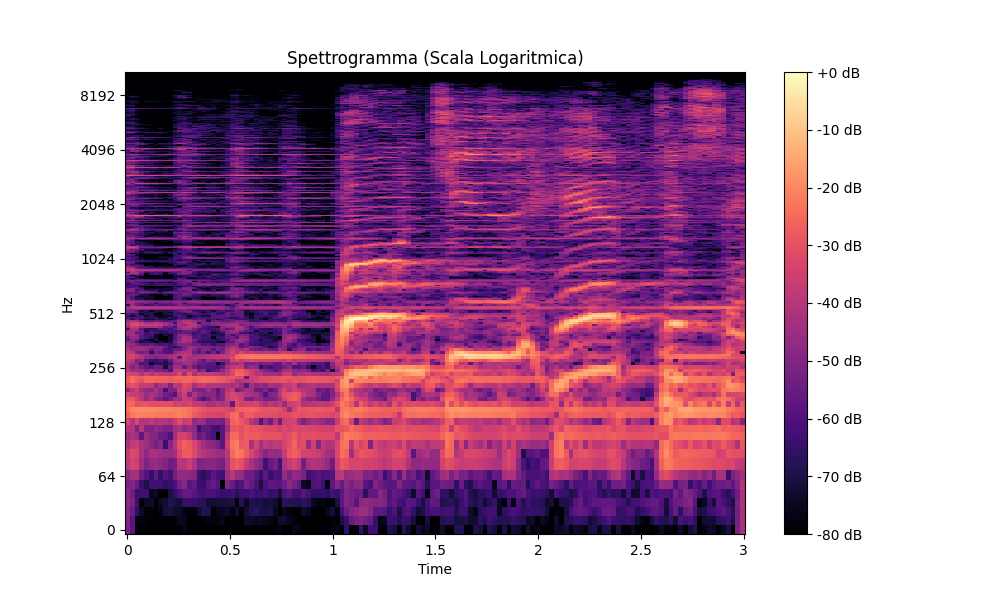 Spettrogramma (Scala Logaritmica)
Hz
8192
4096
2048
1024
512
256
128
64
0
0 0.5 1 1.5 2 2.5 3
Time
+0 dB
-10 dB
-20 dB
-30 dB
-40 dB
-50 dB
-60 dB
-70 dB
-80 dB